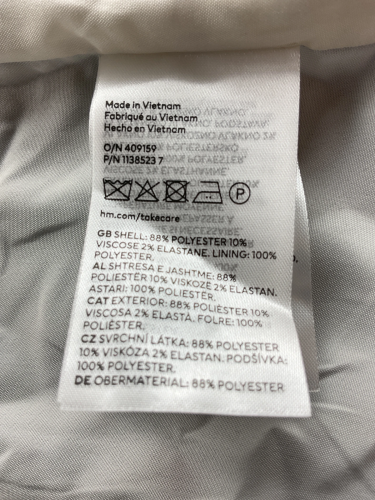 Made in Vietnam
Fabriqué au Vietnam
Hecho en Vietnam
O/N 409159
P/N 1138523 7
P
hm.com/takecare
GB SHELL: 88% POLYESTER 10%
VISCOSE 2% ELASTANE. LINING: 100%
POLYESTER.
AL SHTRESA E JASHTME: 88%
POLIESTËR 10% VISKOZË 2% ELASTAN.
ASTARI: 100% POLIESTËR.
CAT EXTERIOR: 88% POLIÈSTER 10%
VISCOSA 2% ELASTÀ. FOLRE: 100%
POLIÈSTER.
CZ SVRCHNÍ LÁTKA: 88% POLYESTER
10% VISKÓZA 2% ELASTAN. PODŠÍVKA:
100% POLYESTER.
DE OBERMATERIAL: 88% POLYESTER